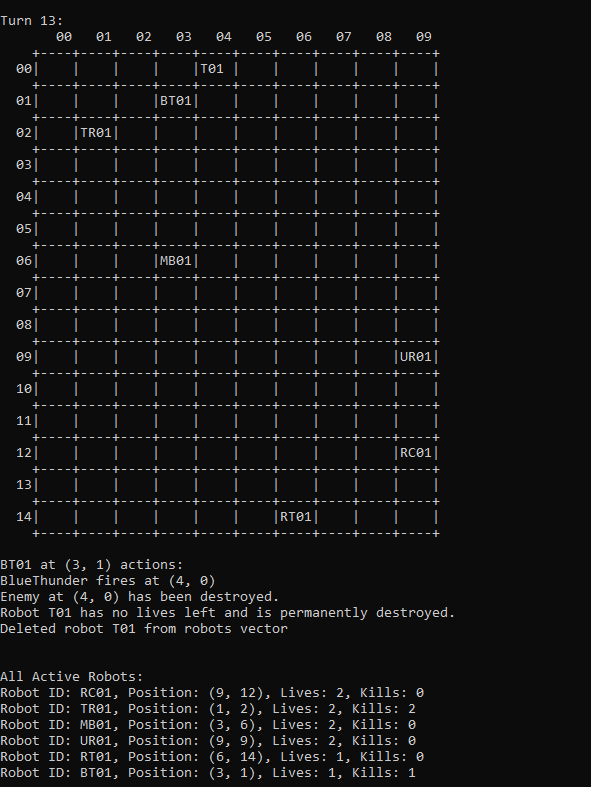 Turn 13:
       00   01   02   03   04   05   06   07   08   09
    +----+----+----+----+----+----+----+----+----+----+
  00|    |    |    |    |T01 |    |    |    |    |    |
    +----+----+----+----+----+----+----+----+----+----+
  01|    |    |    |BT01|    |    |    |    |    |    |
    +----+----+----+----+----+----+----+----+----+----+
  02|    |TR01|    |    |    |    |    |    |    |    |
    +----+----+----+----+----+----+----+----+----+----+
  03|    |    |    |    |    |    |    |    |    |    |
    +----+----+----+----+----+----+----+----+----+----+
  04|    |    |    |    |    |    |    |    |    |    |
    +----+----+----+----+----+----+----+----+----+----+
  05|    |    |    |    |    |    |    |    |    |    |
    +----+----+----+----+----+----+----+----+----+----+
  06|    |    |    |MB01|    |    |    |    |    |    |
    +----+----+----+----+----+----+----+----+----+----+
  07|    |    |    |    |    |    |    |    |    |    |
    +----+----+----+----+----+----+----+----+----+----+
  08|    |    |    |    |    |    |    |    |    |    |
    +----+----+----+----+----+----+----+----+----+----+
  09|    |    |    |    |    |    |    |    |    |UR01|
    +----+----+----+----+----+----+----+----+----+----+
  10|    |    |    |    |    |    |    |    |    |    |
    +----+----+----+----+----+----+----+----+----+----+
  11|    |    |    |    |    |    |    |    |    |    |
    +----+----+----+----+----+----+----+----+----+----+
  12|    |    |    |    |    |    |    |    |    |RC01|
    +----+----+----+----+----+----+----+----+----+----+
  13|    |    |    |    |    |    |    |    |    |    |
    +----+----+----+----+----+----+----+----+----+----+
  14|    |    |    |    |    |    |RT01|    |    |    |
    +----+----+----+----+----+----+----+----+----+----+
BT01 at (3, 1) actions:
BlueThunder fires at (4, 0)
Enemy at (4, 0) has been destroyed.
Robot T01 has no lives left and is permanently destroyed.
Deleted robot T01 from robots vector
All Active Robots:
Robot ID: RC01, Position: (9, 12), Lives: 2, Kills: 0
Robot ID: TR01, Position: (1, 2), Lives: 2, Kills: 2
Robot ID: MB01, Position: (3, 6), Lives: 2, Kills: 0
Robot ID: UR01, Position: (9, 9), Lives: 2, Kills: 0
Robot ID: RT01, Position: (6, 14), Lives: 1, Kills: 0
Robot ID: BT01, Position: (3, 1), Lives: 1, Kills: 1